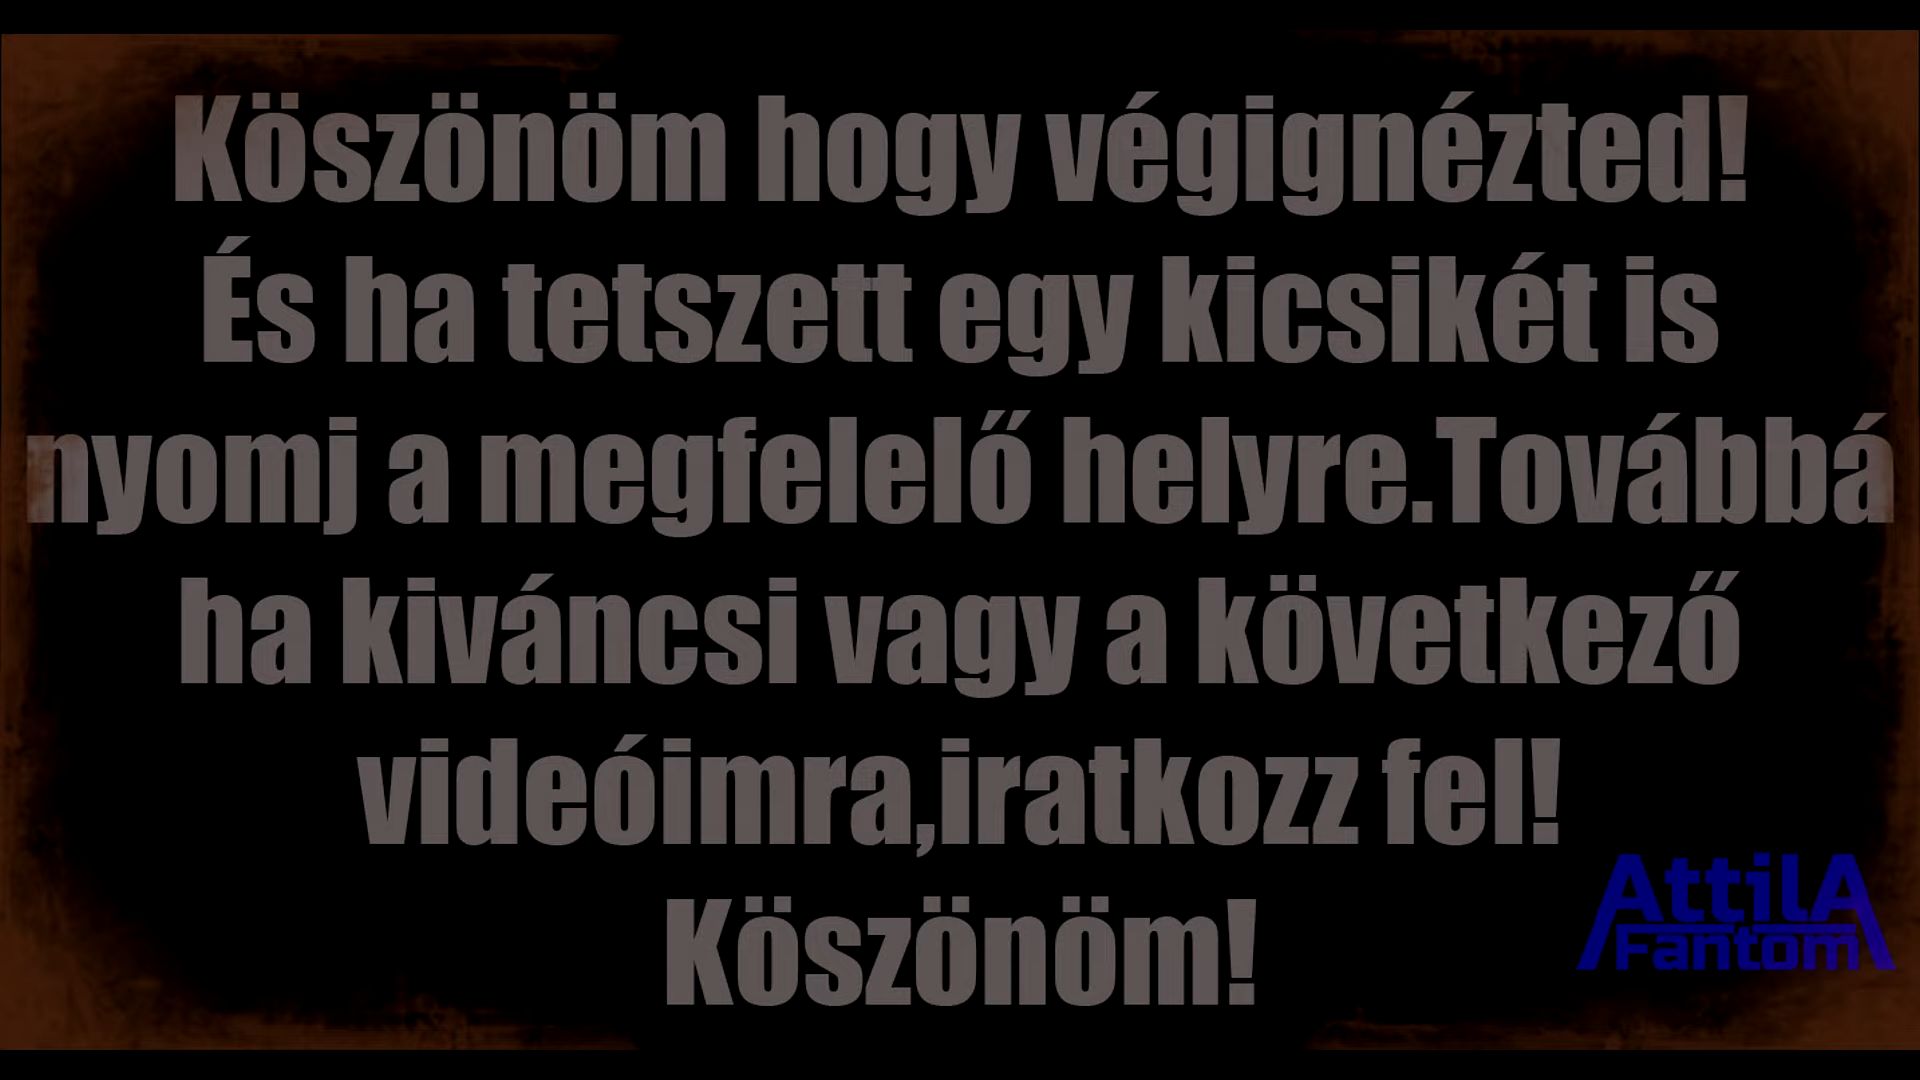 Köszönöm hogy végignézted!
És ha tetszett egy kicsikét is
nyomj a megfelelő helyre.Továbbá
ha kiváncsi vagy a következő
videóimra,iratkozz fel!
Köszönöm!
AttilA
Fantom